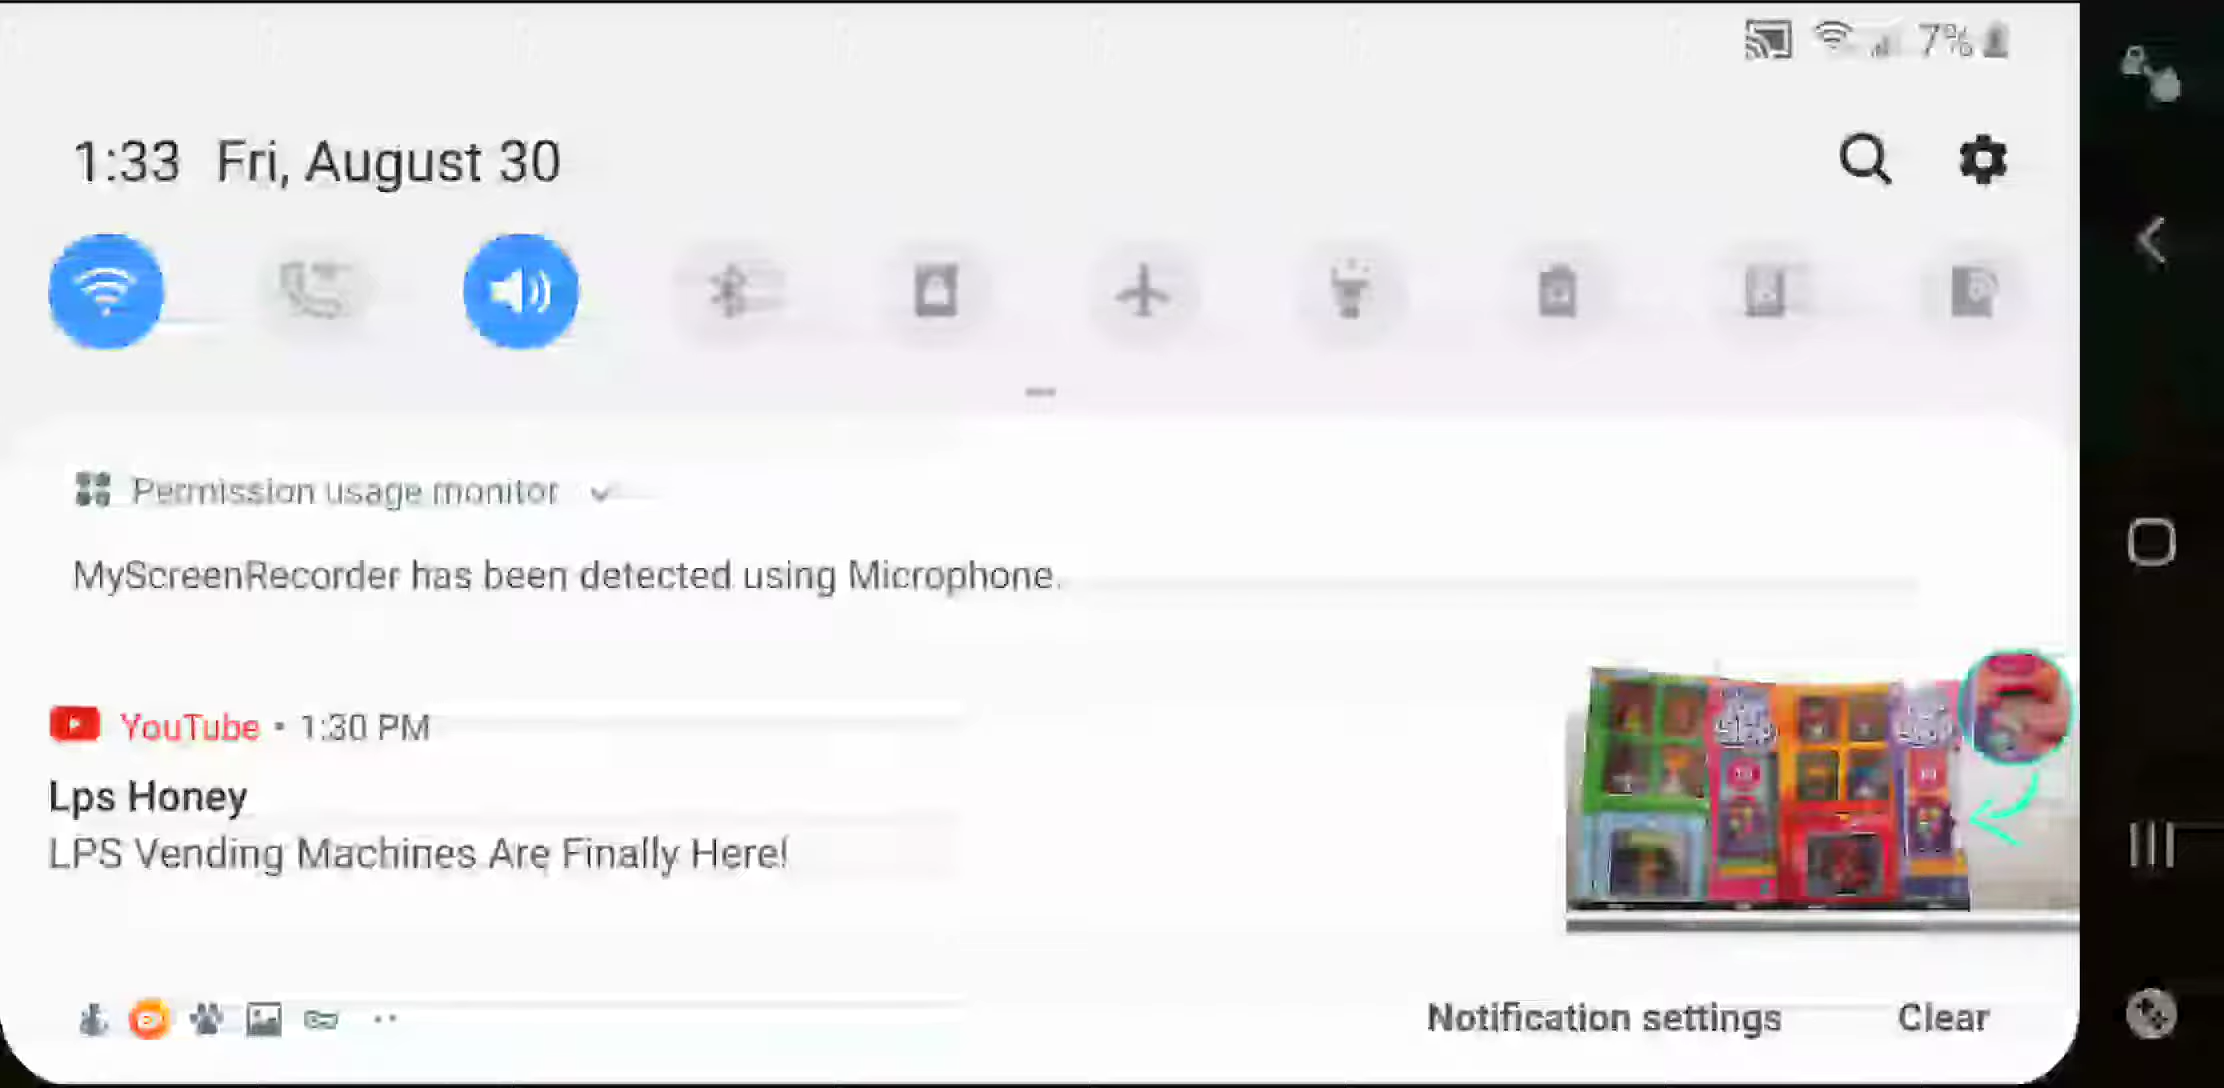 7%
1:33 Fri, August 30
Permission usage monitor
MyScreenRecorder has been detected using Microphone.
YouTube • 1:30 PM
Lps Honey
LPS Vending Machines Are Finally Here!
Notification settings Clear